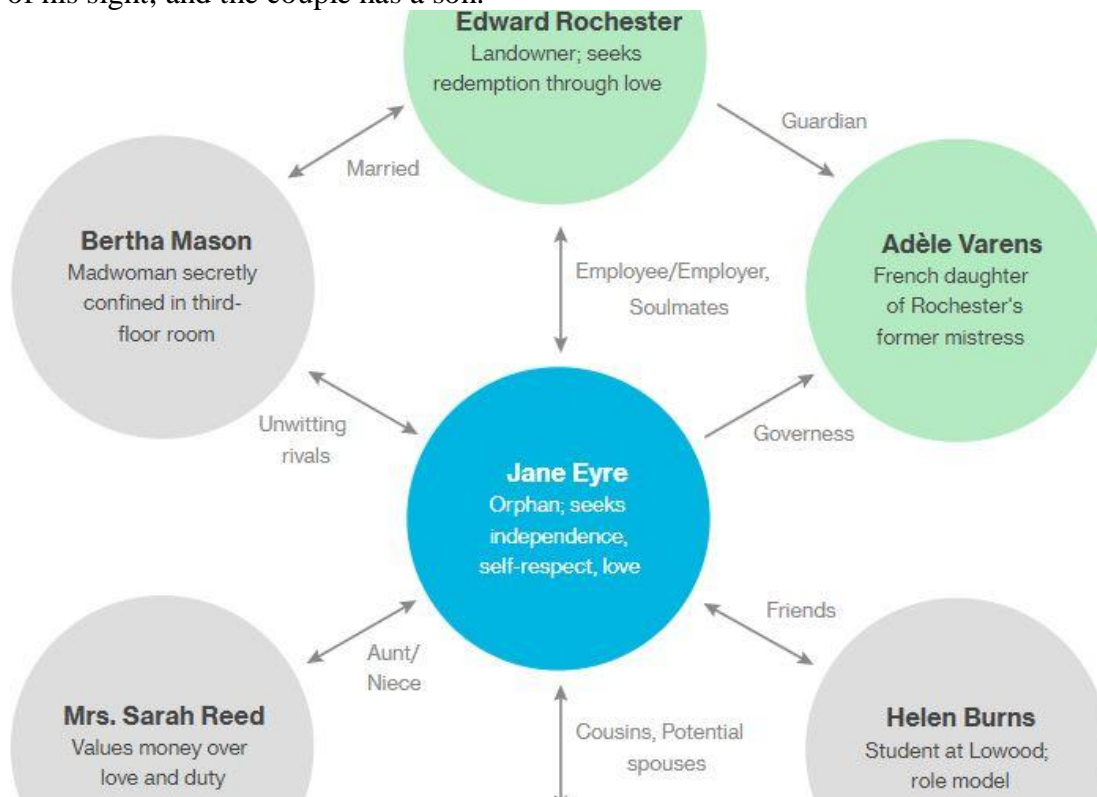 of his sight, and the couple has a son.
Edward Rochester
Landowner; seeks
redemption through love
Guardian
Married
Bertha Mason
Madwoman secretly
confined in third-
floor room
Employee/Employer,
Soulmates
Adèle Varens
French daughter
of Rochester's
former mistress
Unwitting
rivals
Governess
Jane Eyre
Orphan; seeks
independence,
self-respect, love
Friends
Aunt/
Niece
Mrs. Sarah Reed
Values money over
love and duty
Cousins, Potential
spouses
Helen Burns
Student at Lowood;
role model